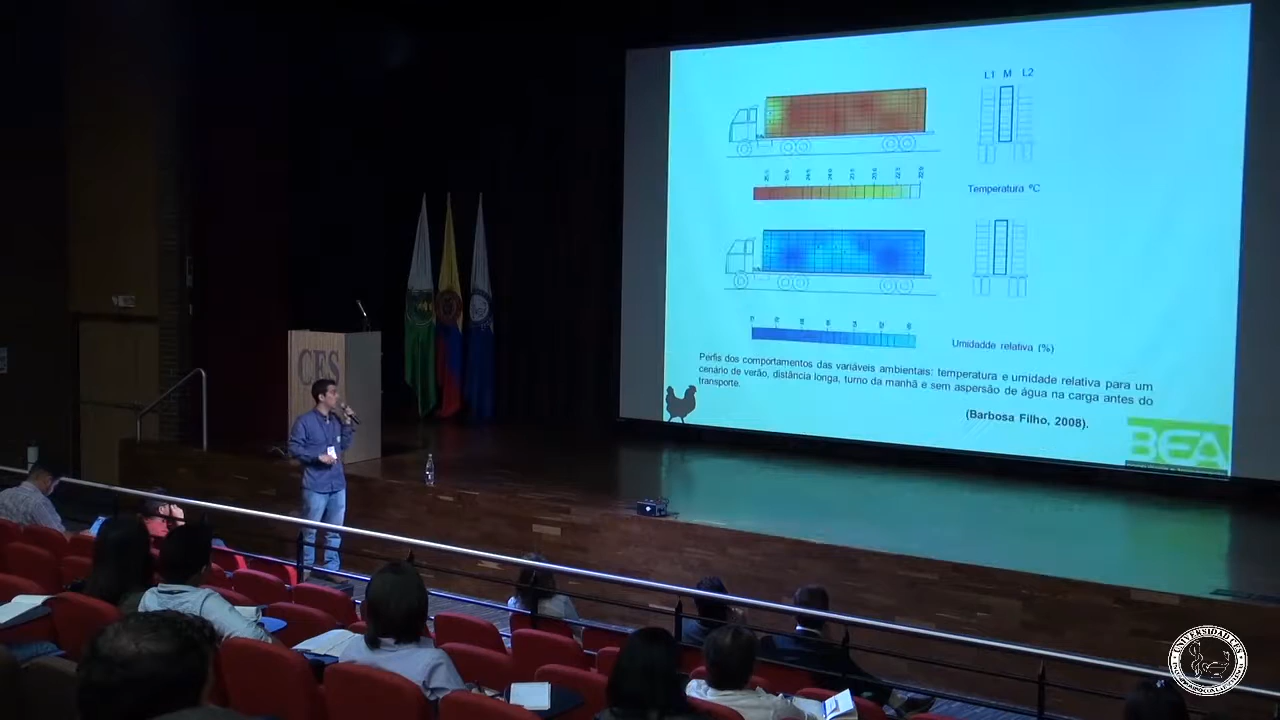 L1 M L2
Temperatura ºC
Umidadde relativa (%)
Perfis dos comportamentos das variáveis ambientais: temperatura e umidade relativa para um
cenário de verão, distância longa, turno da manhã e sem aspersão de água na carga antes do
transporte.
(Barbosa Filho, 2008).
BEA
CES
UNIVERSIDAD CES